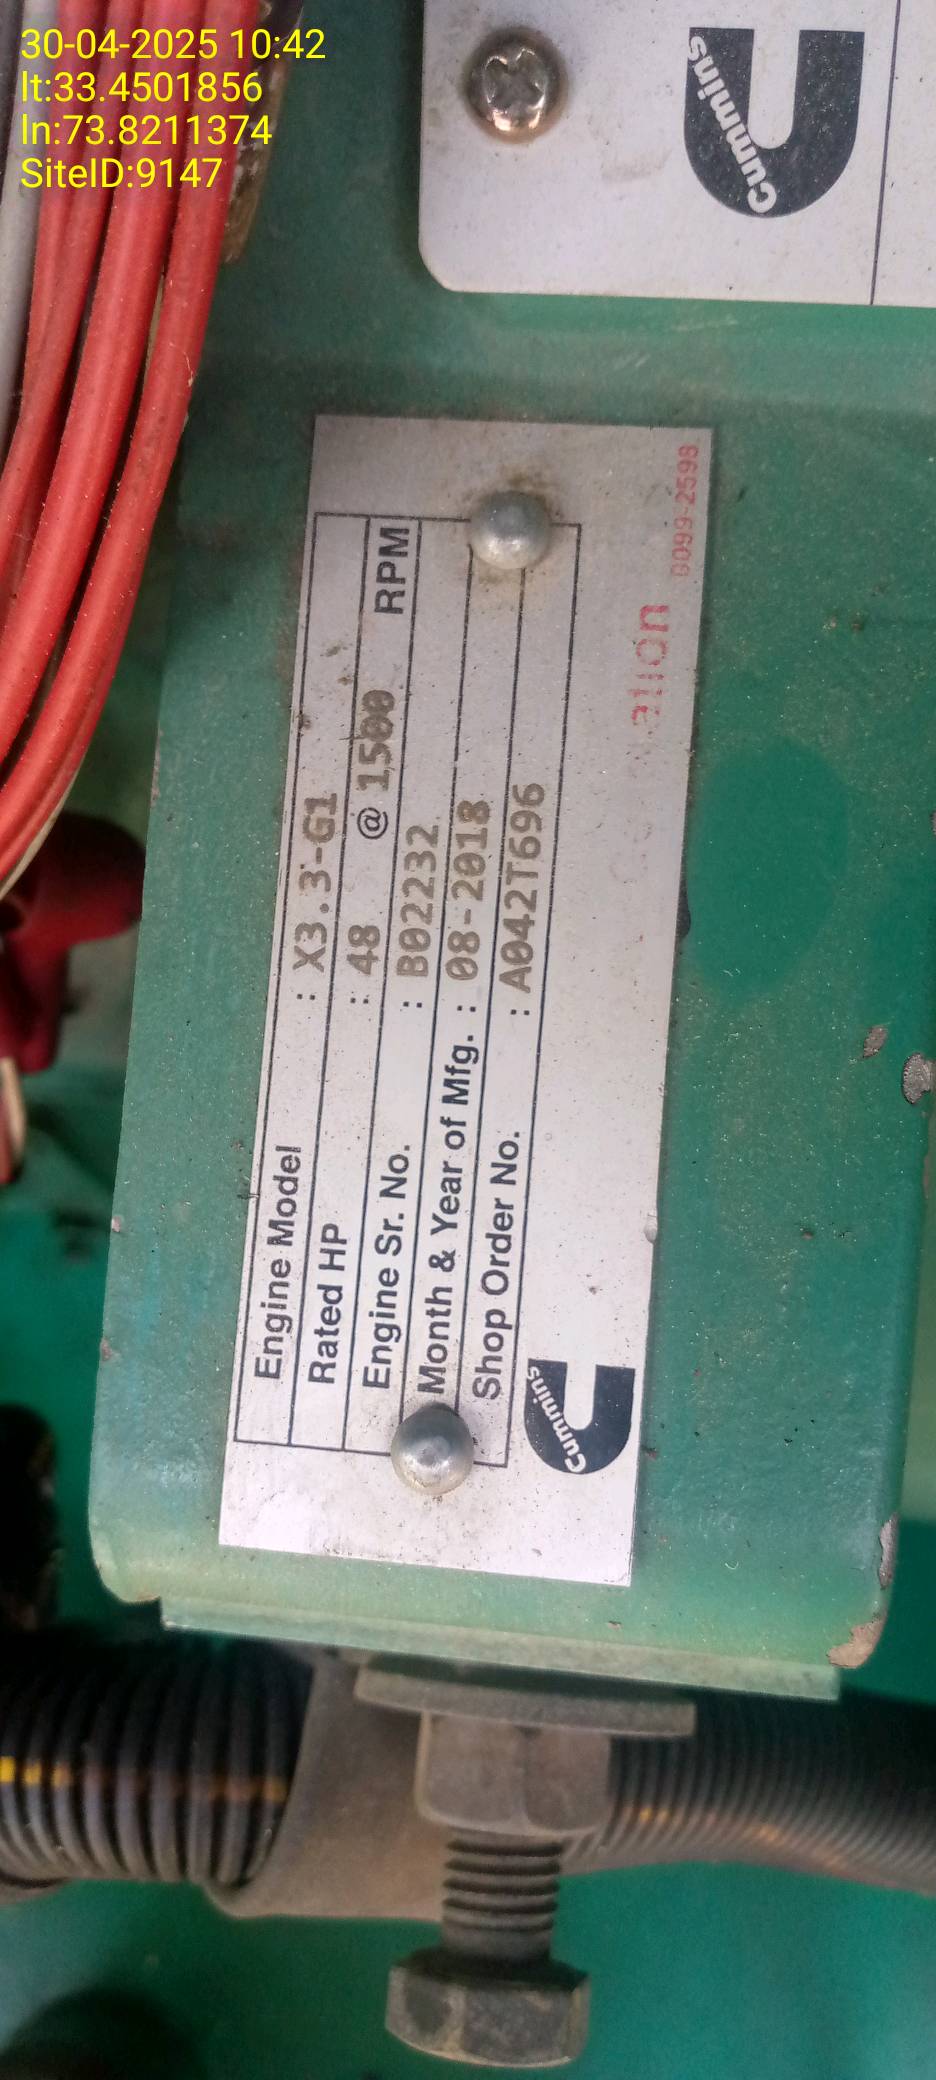 30-04-2025 10:42
lt:33.4501856
ln:73.8211374
SiteID:9147
Cummins
Engine Model : X3.3-G1
Rated HP : 48 @ 1500 RPM
Engine Sr. No. : B02232
Month & Year of Mfg. : 08-2018
Shop Order No. : A042T696
Cummins
0099-2598